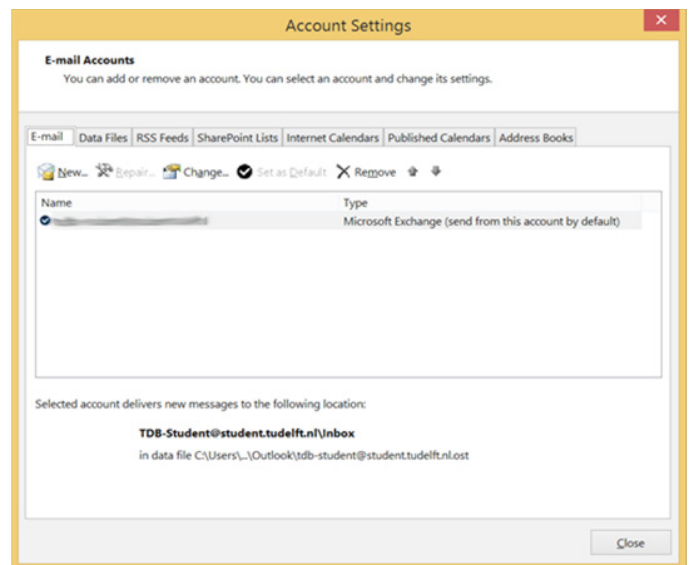 Account Settings
E-mail Accounts
You can add or remove an account. You can select an account and change its settings.
E-mail Data Files RSS Feeds SharePoint Lists Internet Calendars Published Calendars Address Books
New... Repair... Change... Set as Default Remove
Name Type
Microsoft Exchange (send from this account by default)
Selected account delivers new messages to the following location:
TDB-Student@student.tudelft.nl\Inbox
in data file C:\Users\...\Outlook\tdb-student@student.tudelft.nl.ost
Close